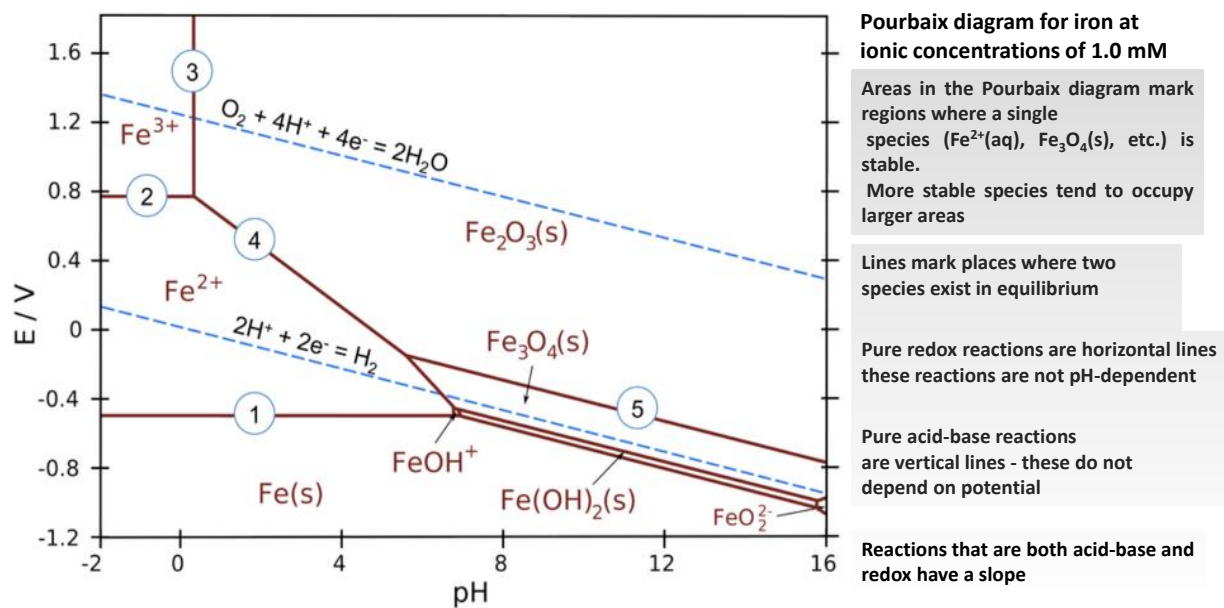 Pourbaix diagram for iron at
ionic concentrations of 1.0 mM
Areas in the Pourbaix diagram mark
regions where a single
species (Fe²⁺(aq), Fe₃O₄(s), etc.) is
stable.
More stable species tend to occupy
larger areas
Lines mark places where two
species exist in equilibrium
Pure redox reactions are horizontal lines
these reactions are not pH-dependent
Pure acid-base reactions
are vertical lines - these do not
depend on potential
Reactions that are both acid-base and
redox have a slope
E / V
1.6
1.2
0.8
0.4
0
-0.4
-0.8
-1.2
-2
0
4
8
12
16
pH
3
Fe³⁺
O₂ + 4H⁺ + 4e⁻ = 2H₂O
2
4
Fe₂O₃(s)
Fe²⁺
2H⁺ + 2e⁻ = H₂
Fe₃O₄(s)
1
5
FeOH⁺
Fe(s)
Fe(OH)₂(s)
FeO₂²⁻